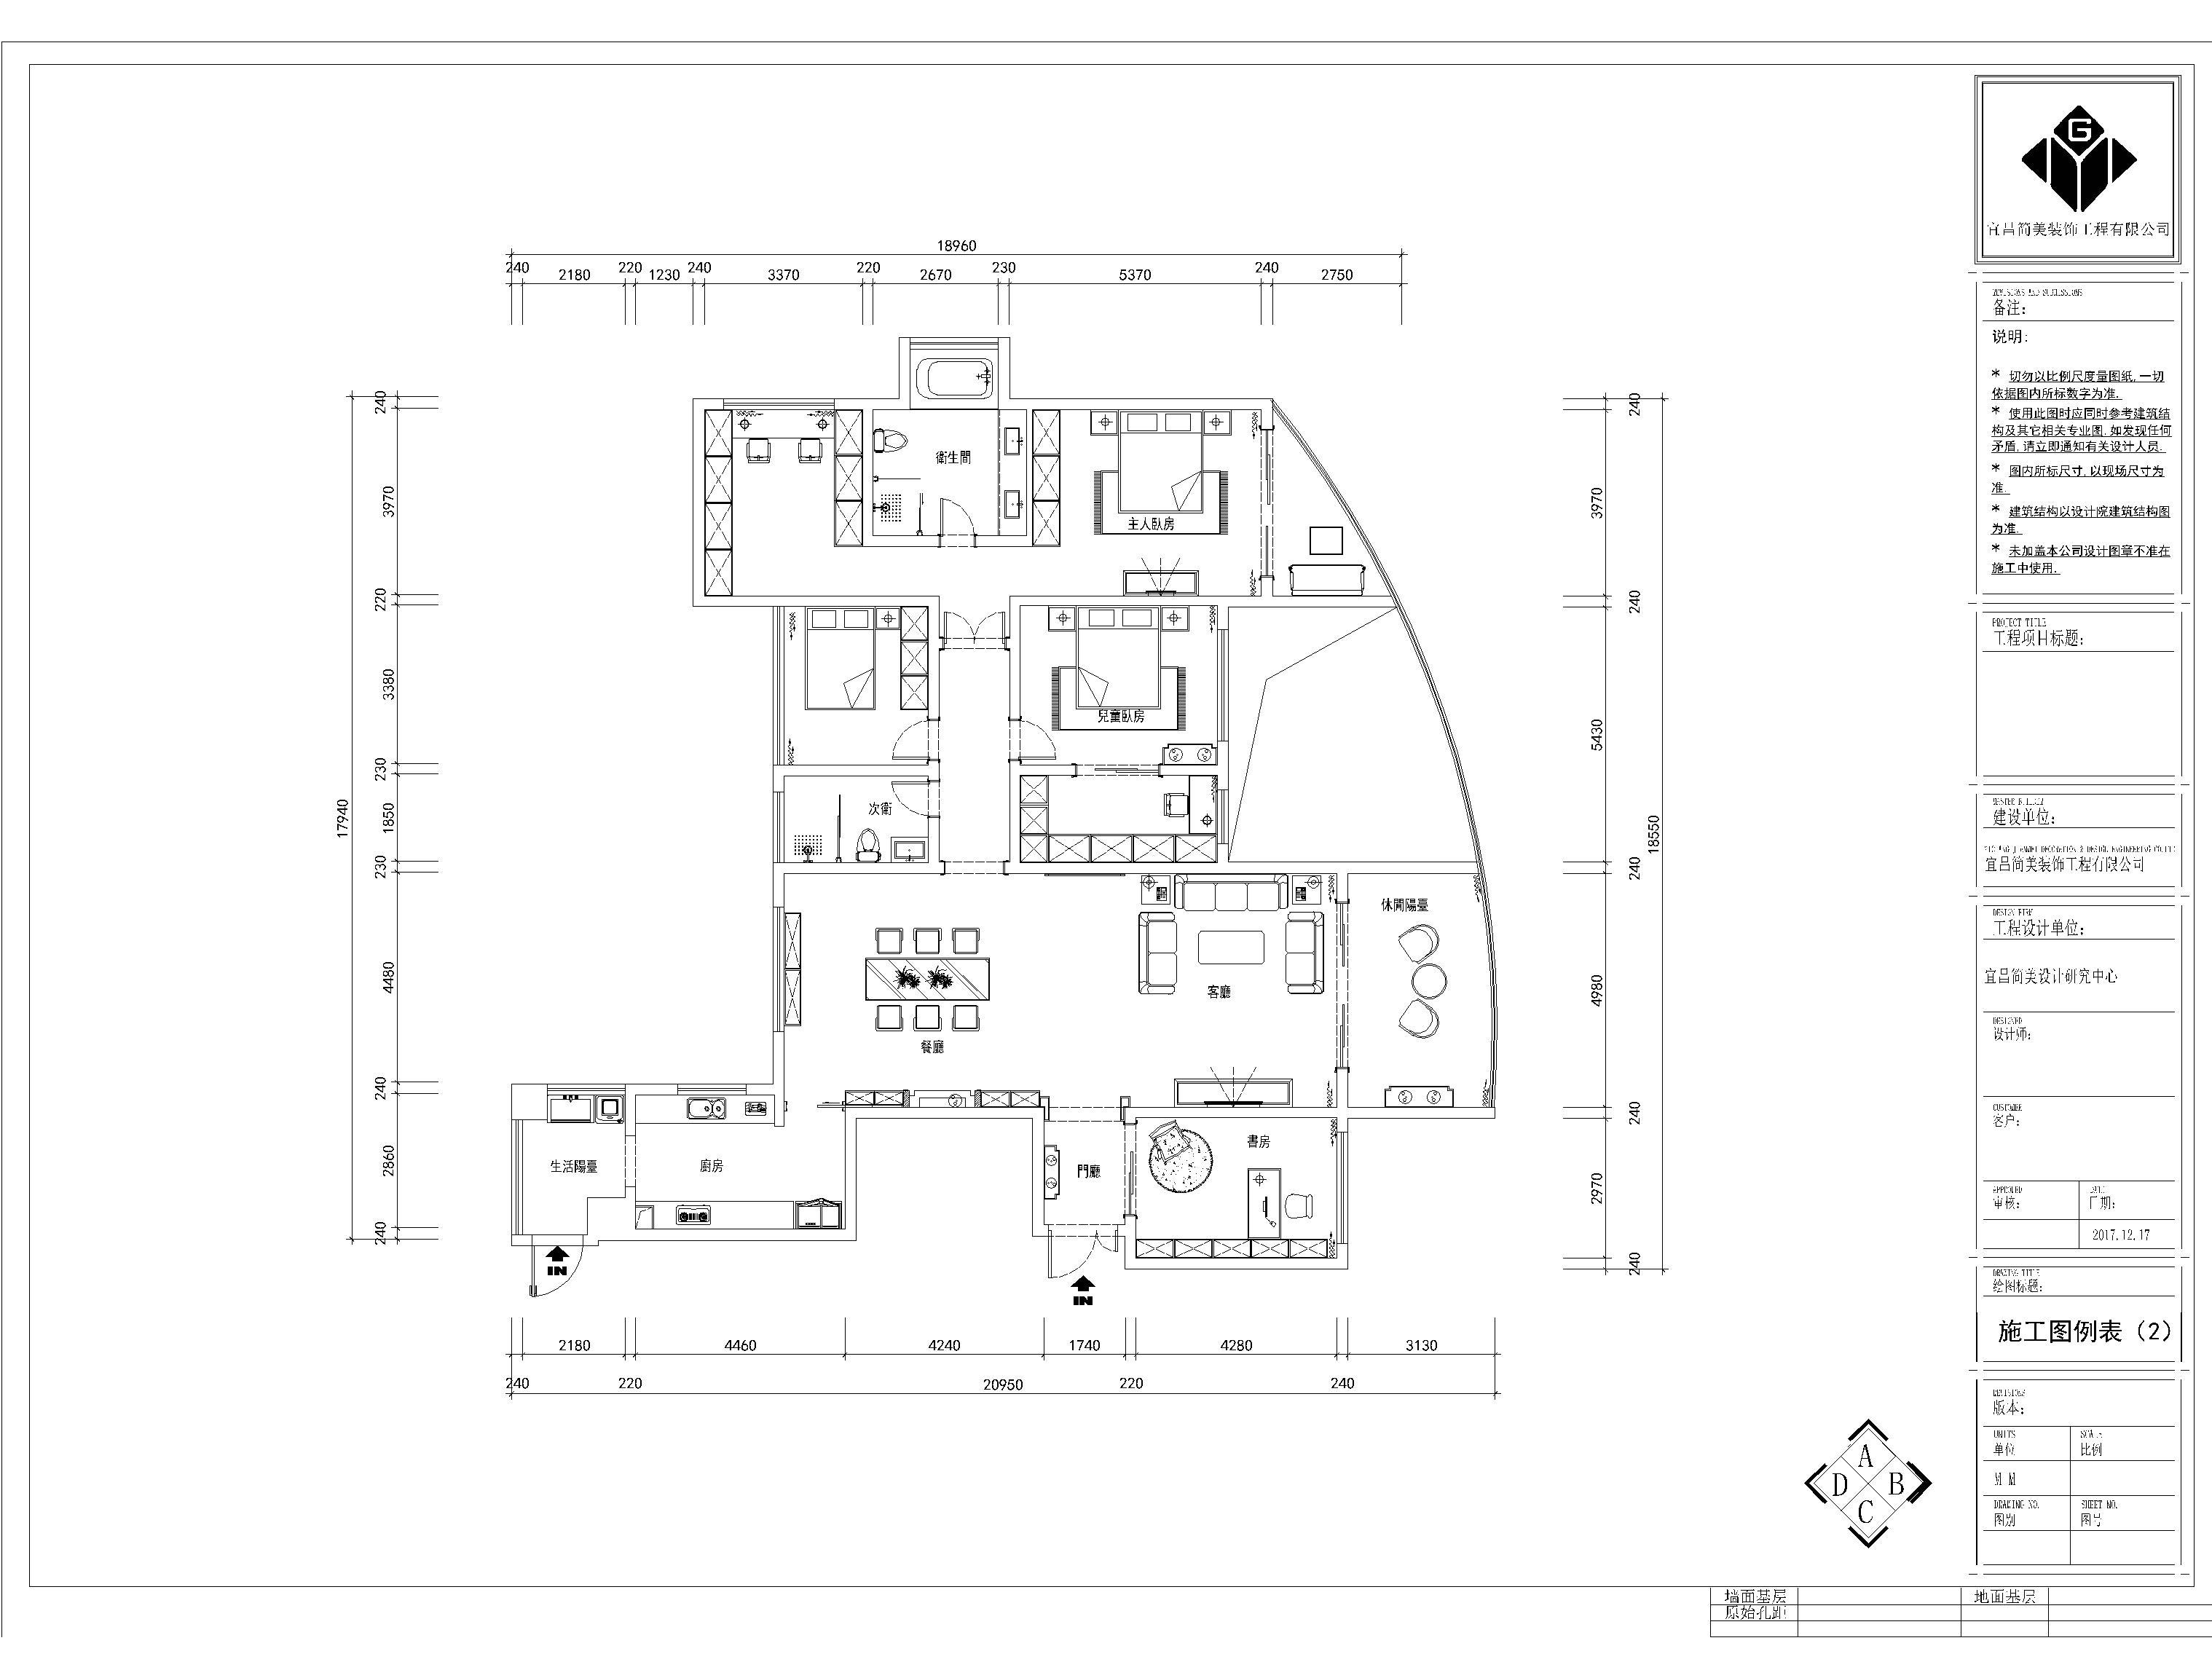 18960
240 2180 220 1230 240 3370 220 2670 230 5370 240 2750
17940
240
3970
220
3380
230
1850
230
4480
240
2860
240
240
3970
240
5430
240
4980
240
2970
240
18550
衛生間
主人臥房
兒童臥房
次衛
休閒陽臺
客廳
餐廳
書房
生活陽臺
廚房
門廳
IN
IN
2180 4460 4240 1740 4280 3130
240 220 20950 220 240
A
D B
C
G
宜昌简美装饰工程有限公司
备注:
说明:
* 切勿以比例尺度量图纸,一切
依据图内所标数字为准.
* 使用此图时应同时参考建筑结
构及其它相关专业图.如发现任何
矛盾,请立即通知有关设计人员.
* 图内所标尺寸,以现场尺寸为
准.
* 建筑结构以设计院建筑结构图
为准.
* 未加盖本公司设计图章不准在
施工中使用.
PROJECT TITLE
工程项目标题:
建设单位:
宜昌简美装饰工程有限公司
DESIGN FIRM
工程设计单位:
宜昌简美设计研究中心
DESIGNED
设计师:
CUSTOMER
客户:
APPROVED
审核:
DATE
日期:
2017.12.17
DRAWING TITLE
绘图标题:
施工图例表（2）
REVISIONS
版本:
UNITS SCALE
单位 比例
M M
DRAWING NO. SHEET NO.
图别 图号
墙面基层 地面基层
原始孔距